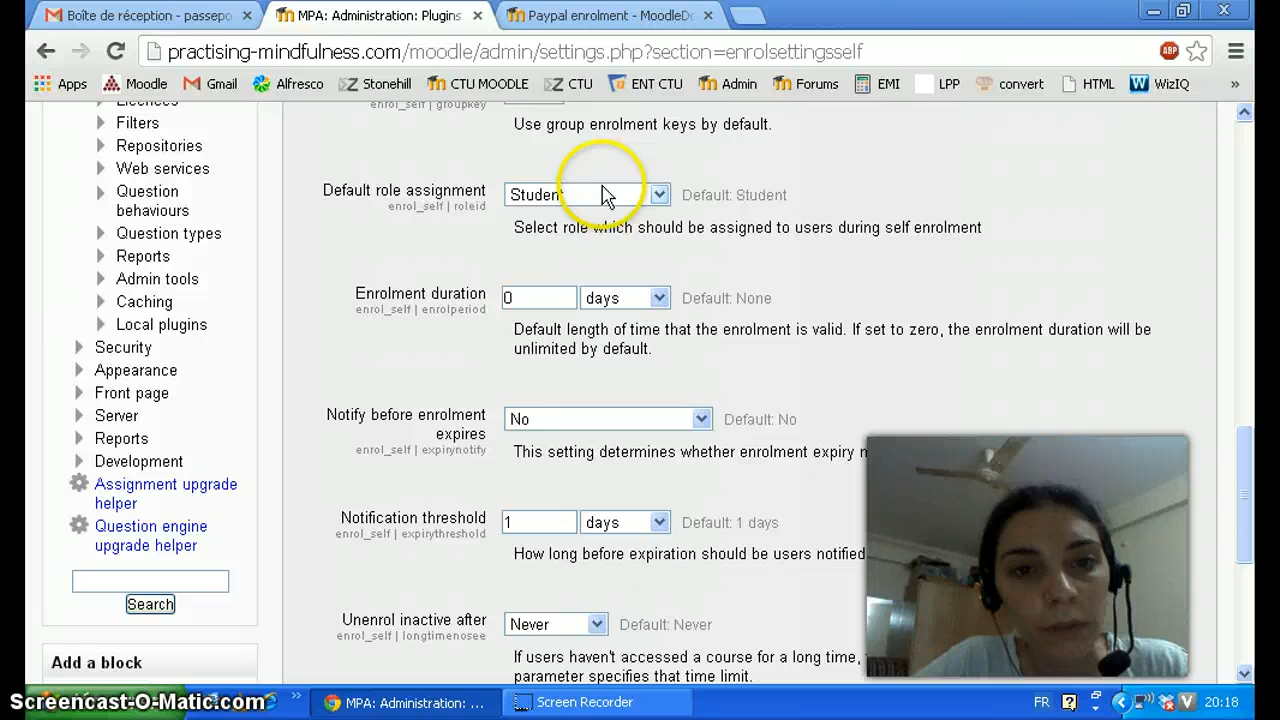 Boîte de réception - passepo
MPA: Administration: Plugins
Paypal enrolment - MoodleDo
practising-mindfulness.com/moodle/admin/settings.php?section=enrolsettingsself
ABP
Apps Moodle Gmail Alfresco Stonehill CTU MOODLE CTU ENT CTU Admin Forums EMI LPP convert HTML WizIQ »
Licences
Filters
Repositories
Web services
Question
behaviours
Question types
Reports
Admin tools
Caching
Local plugins
Security
Appearance
Front page
Server
Reports
Development
Assignment upgrade
helper
Question engine
upgrade helper
Search
Add a block
enrol_self | groupkey
Use group enrolment keys by default.
Default role assignment
enrol_self | roleid
Student
Default: Student
Select role which should be assigned to users during self enrolment
Enrolment duration
enrol_self | enrolperiod
0 days Default: None
Default length of time that the enrolment is valid. If set to zero, the enrolment duration will be
unlimited by default.
Notify before enrolment
expires
enrol_self | expirynotify
No
Default: No
This setting determines whether enrolment expiry
Notification threshold
enrol_self | expirythreshold
1 days Default: 1 days
How long before expiration should be users notified
Unenrol inactive after
enrol_self | longtimenosee
Never
Default: Never
If users haven't accessed a course for a long time,
parameter specifies that time limit.
Screencast-O-Matic.com
»
MPA: Administration: ...
Screen Recorder
FR
20:18